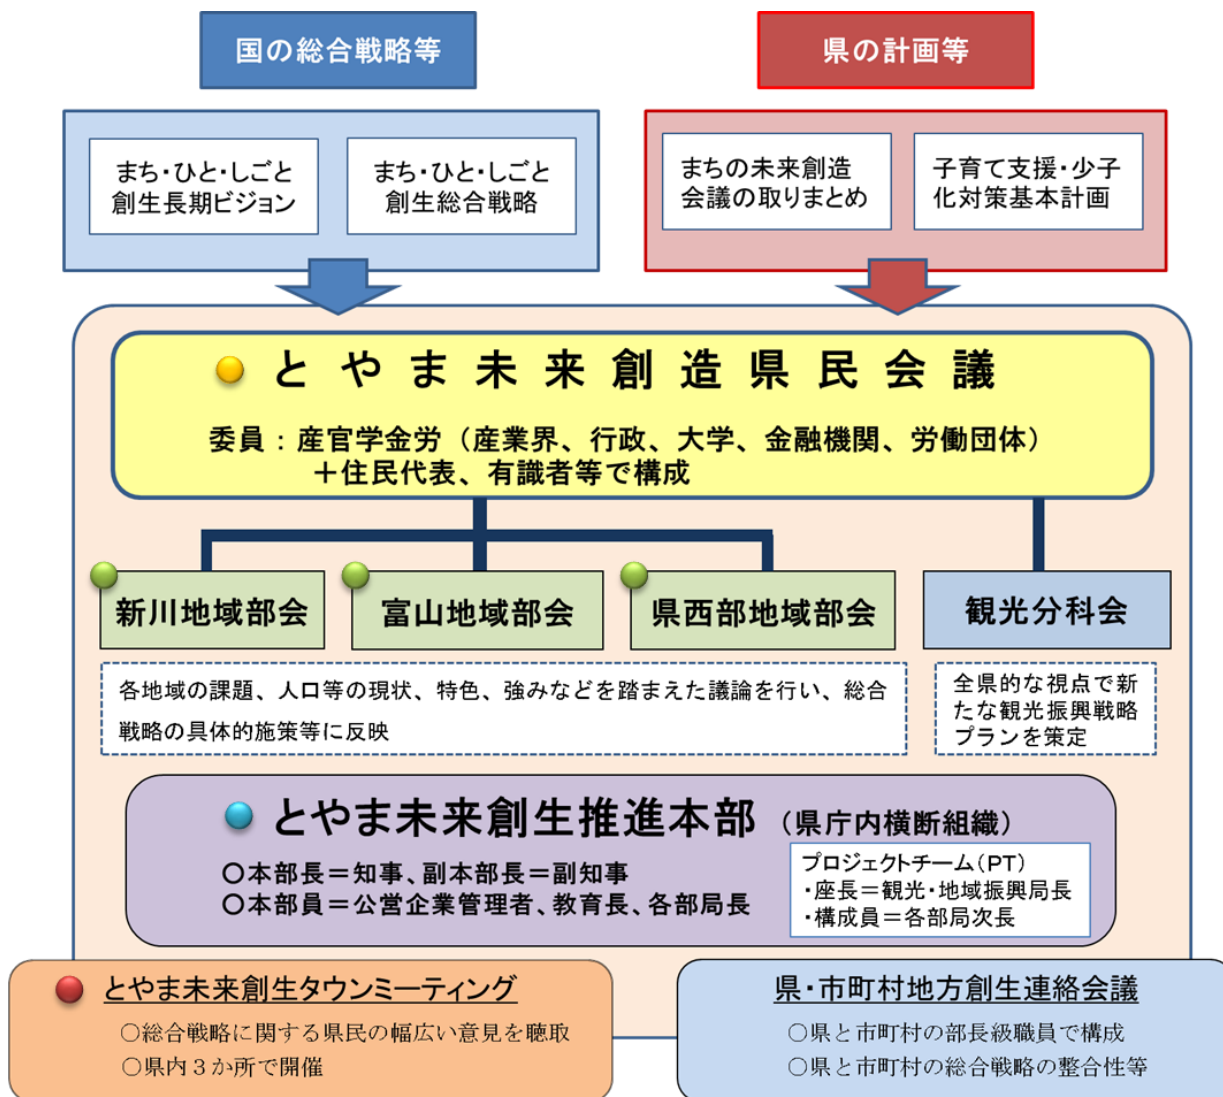 国の総合戦略等
県の計画等
まち・ひと・しごと
創生長期ビジョン
まち・ひと・しごと
創生総合戦略
まちの未来創造
会議の取りまとめ
子育て支援・少子
化対策基本計画
とやま未来創造県民会議
委員：産官学金労（産業界、行政、大学、金融機関、労働団体）
＋住民代表、有識者等で構成
新川地域部会
富山地域部会
県西部地域部会
観光分科会
各地域の課題、人口等の現状、特色、強みなどを踏まえた議論を行い、総合
戦略の具体的施策等に反映
全県的な視点で新
たな観光振興戦略
プランを策定
とやま未来創生推進本部（県庁内横断組織）
○本部長＝知事、副本部長＝副知事
○本部員＝公営企業管理者、教育長、各部局長
プロジェクトチーム（PT）
・座長＝観光・地域振興局長
・構成員＝各部局次長
とやま未来創生タウンミーティング
○総合戦略に関する県民の幅広い意見を聴取
○県内３か所で開催
県・市町村地方創生連絡会議
○県と市町村の部長級職員で構成
○県と市町村の総合戦略の整合性等